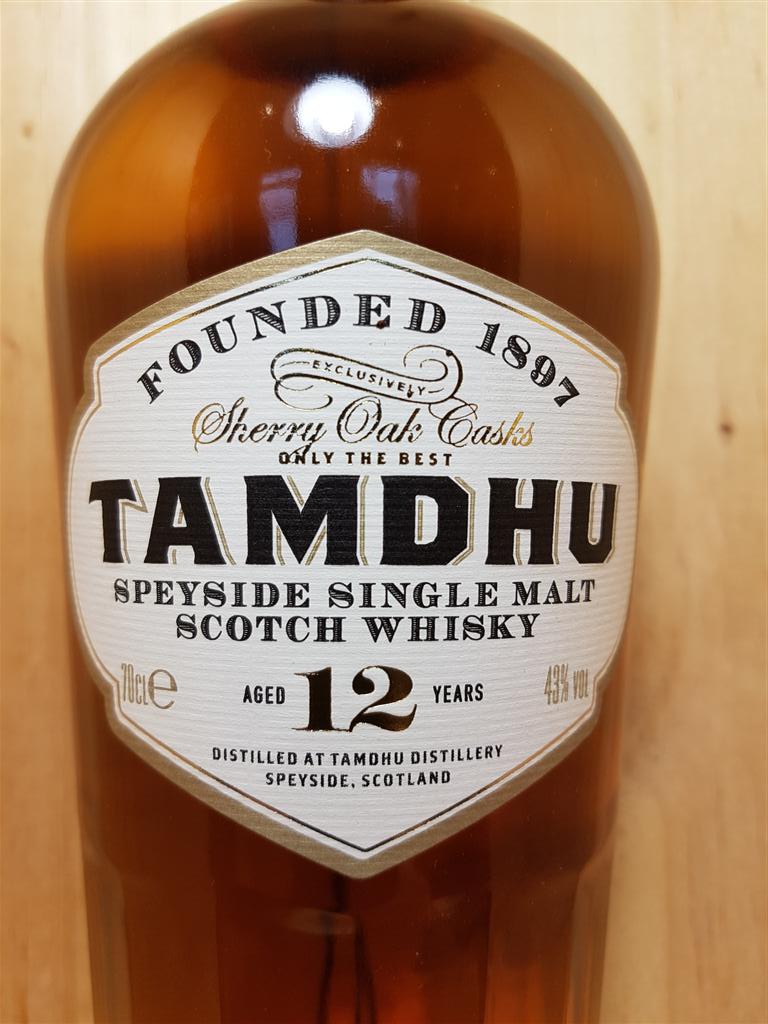 FOUNDED 1897
EXCLUSIVELY
Sherry Oak Casks
ONLY THE BEST
TAMDHU
SPEYSIDE SINGLE MALT
SCOTCH WHISKY
70CLe AGED 12 YEARS 43% VOL
DISTILLED AT TAMDHU DISTILLERY
SPEYSIDE, SCOTLAND